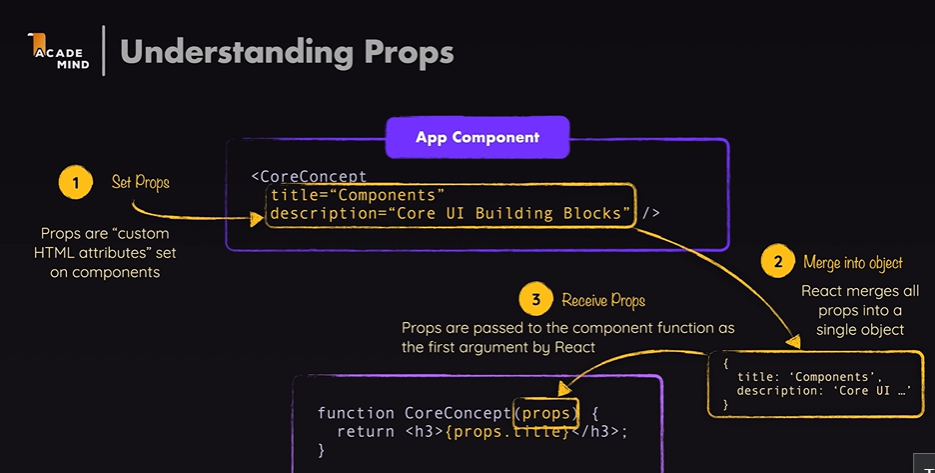 ACADE
MIND
Understanding Props
App Component
<CoreConcept
title=“Components”
description=“Core UI Building Blocks” />
1 Set Props
Props are “custom
HTML attributes” set
on components
2 Merge into object
React merges all
props into a
single object
{
title: ‘Components’,
description: ‘Core UI …’
}
3 Receive Props
Props are passed to the component function as
the first argument by React
function CoreConcept(props) {
return <h3>{props.title}</h3>;
}